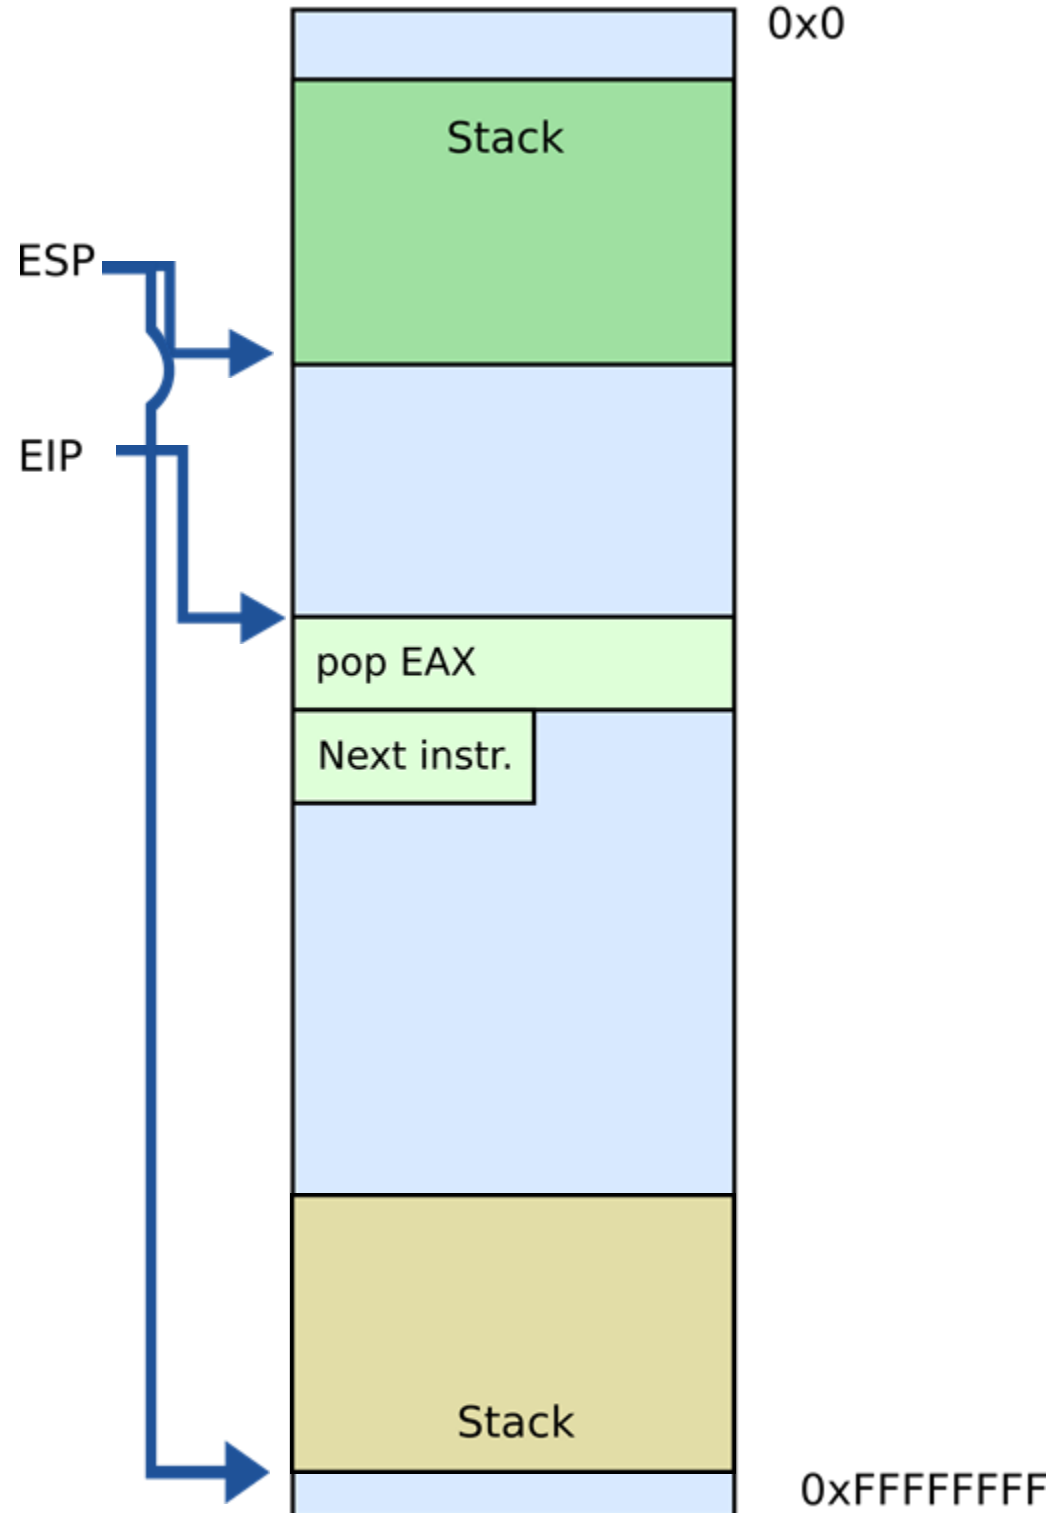 0x0
Stack
ESP
EIP
pop EAX
Next instr.
Stack
0xFFFFFFFF